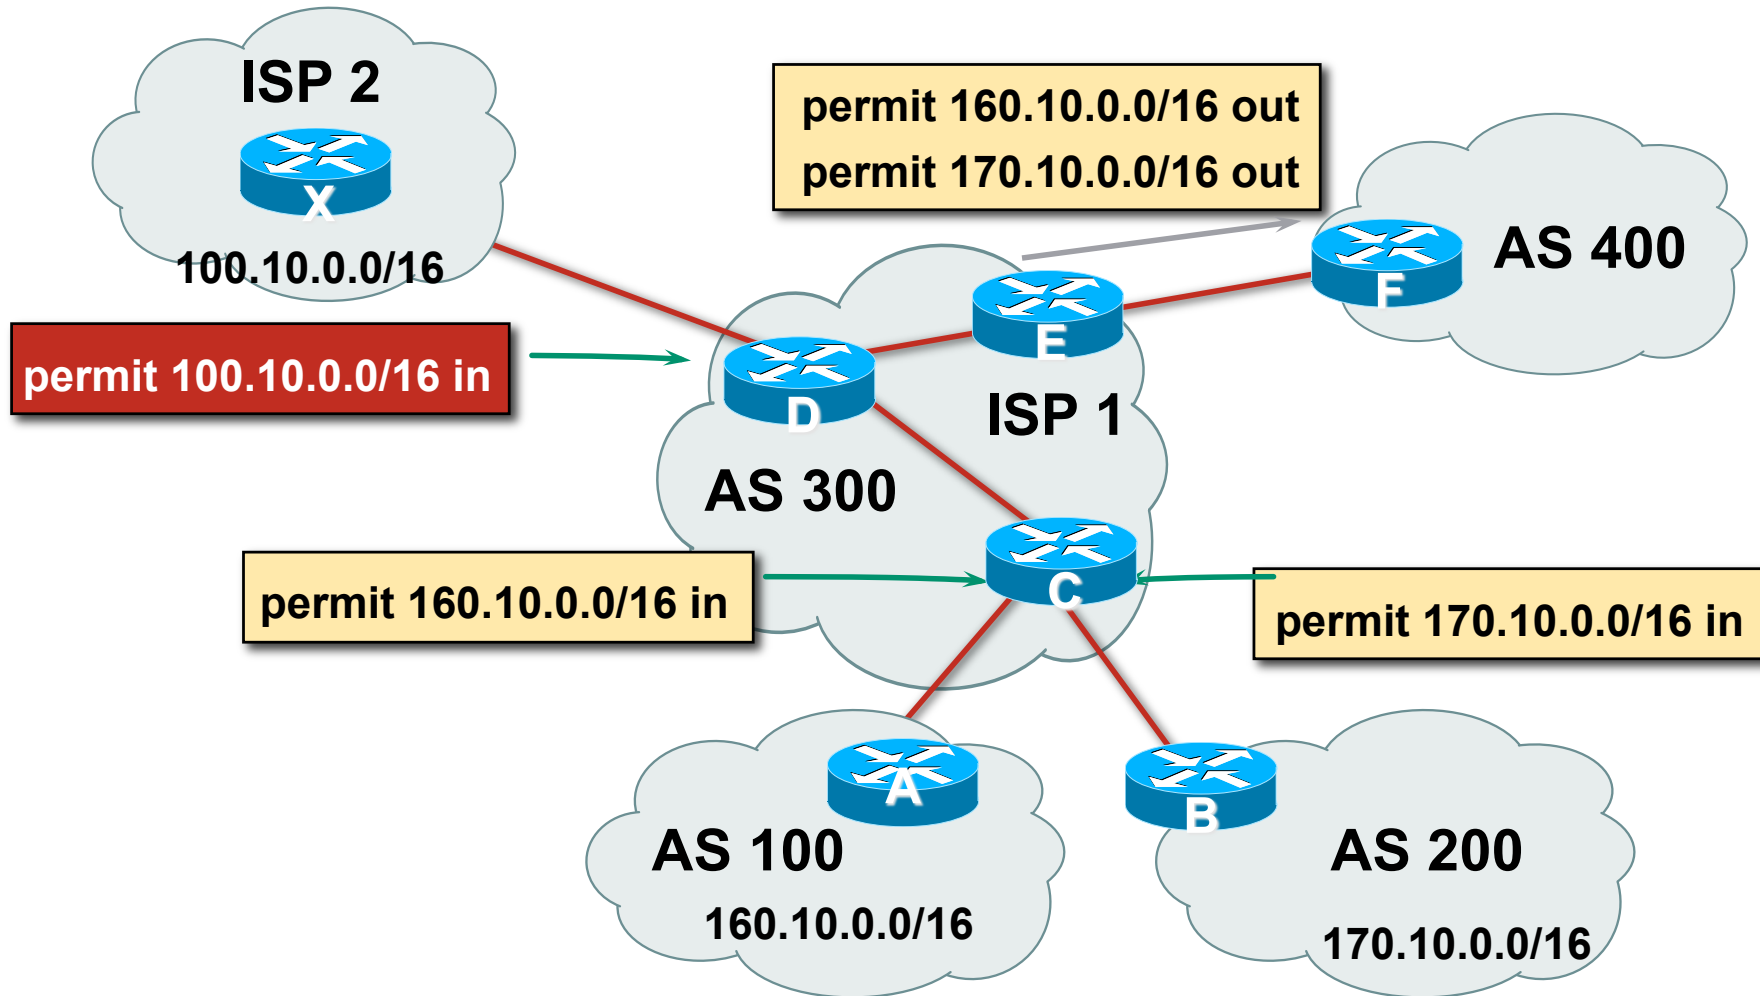 ISP 2
X
100.10.0.0/16
permit 160.10.0.0/16 out
permit 170.10.0.0/16 out
AS 400
F
E
permit 100.10.0.0/16 in
D
ISP 1
AS 300
permit 160.10.0.0/16 in
C
permit 170.10.0.0/16 in
A
AS 100
160.10.0.0/16
B
AS 200
170.10.0.0/16